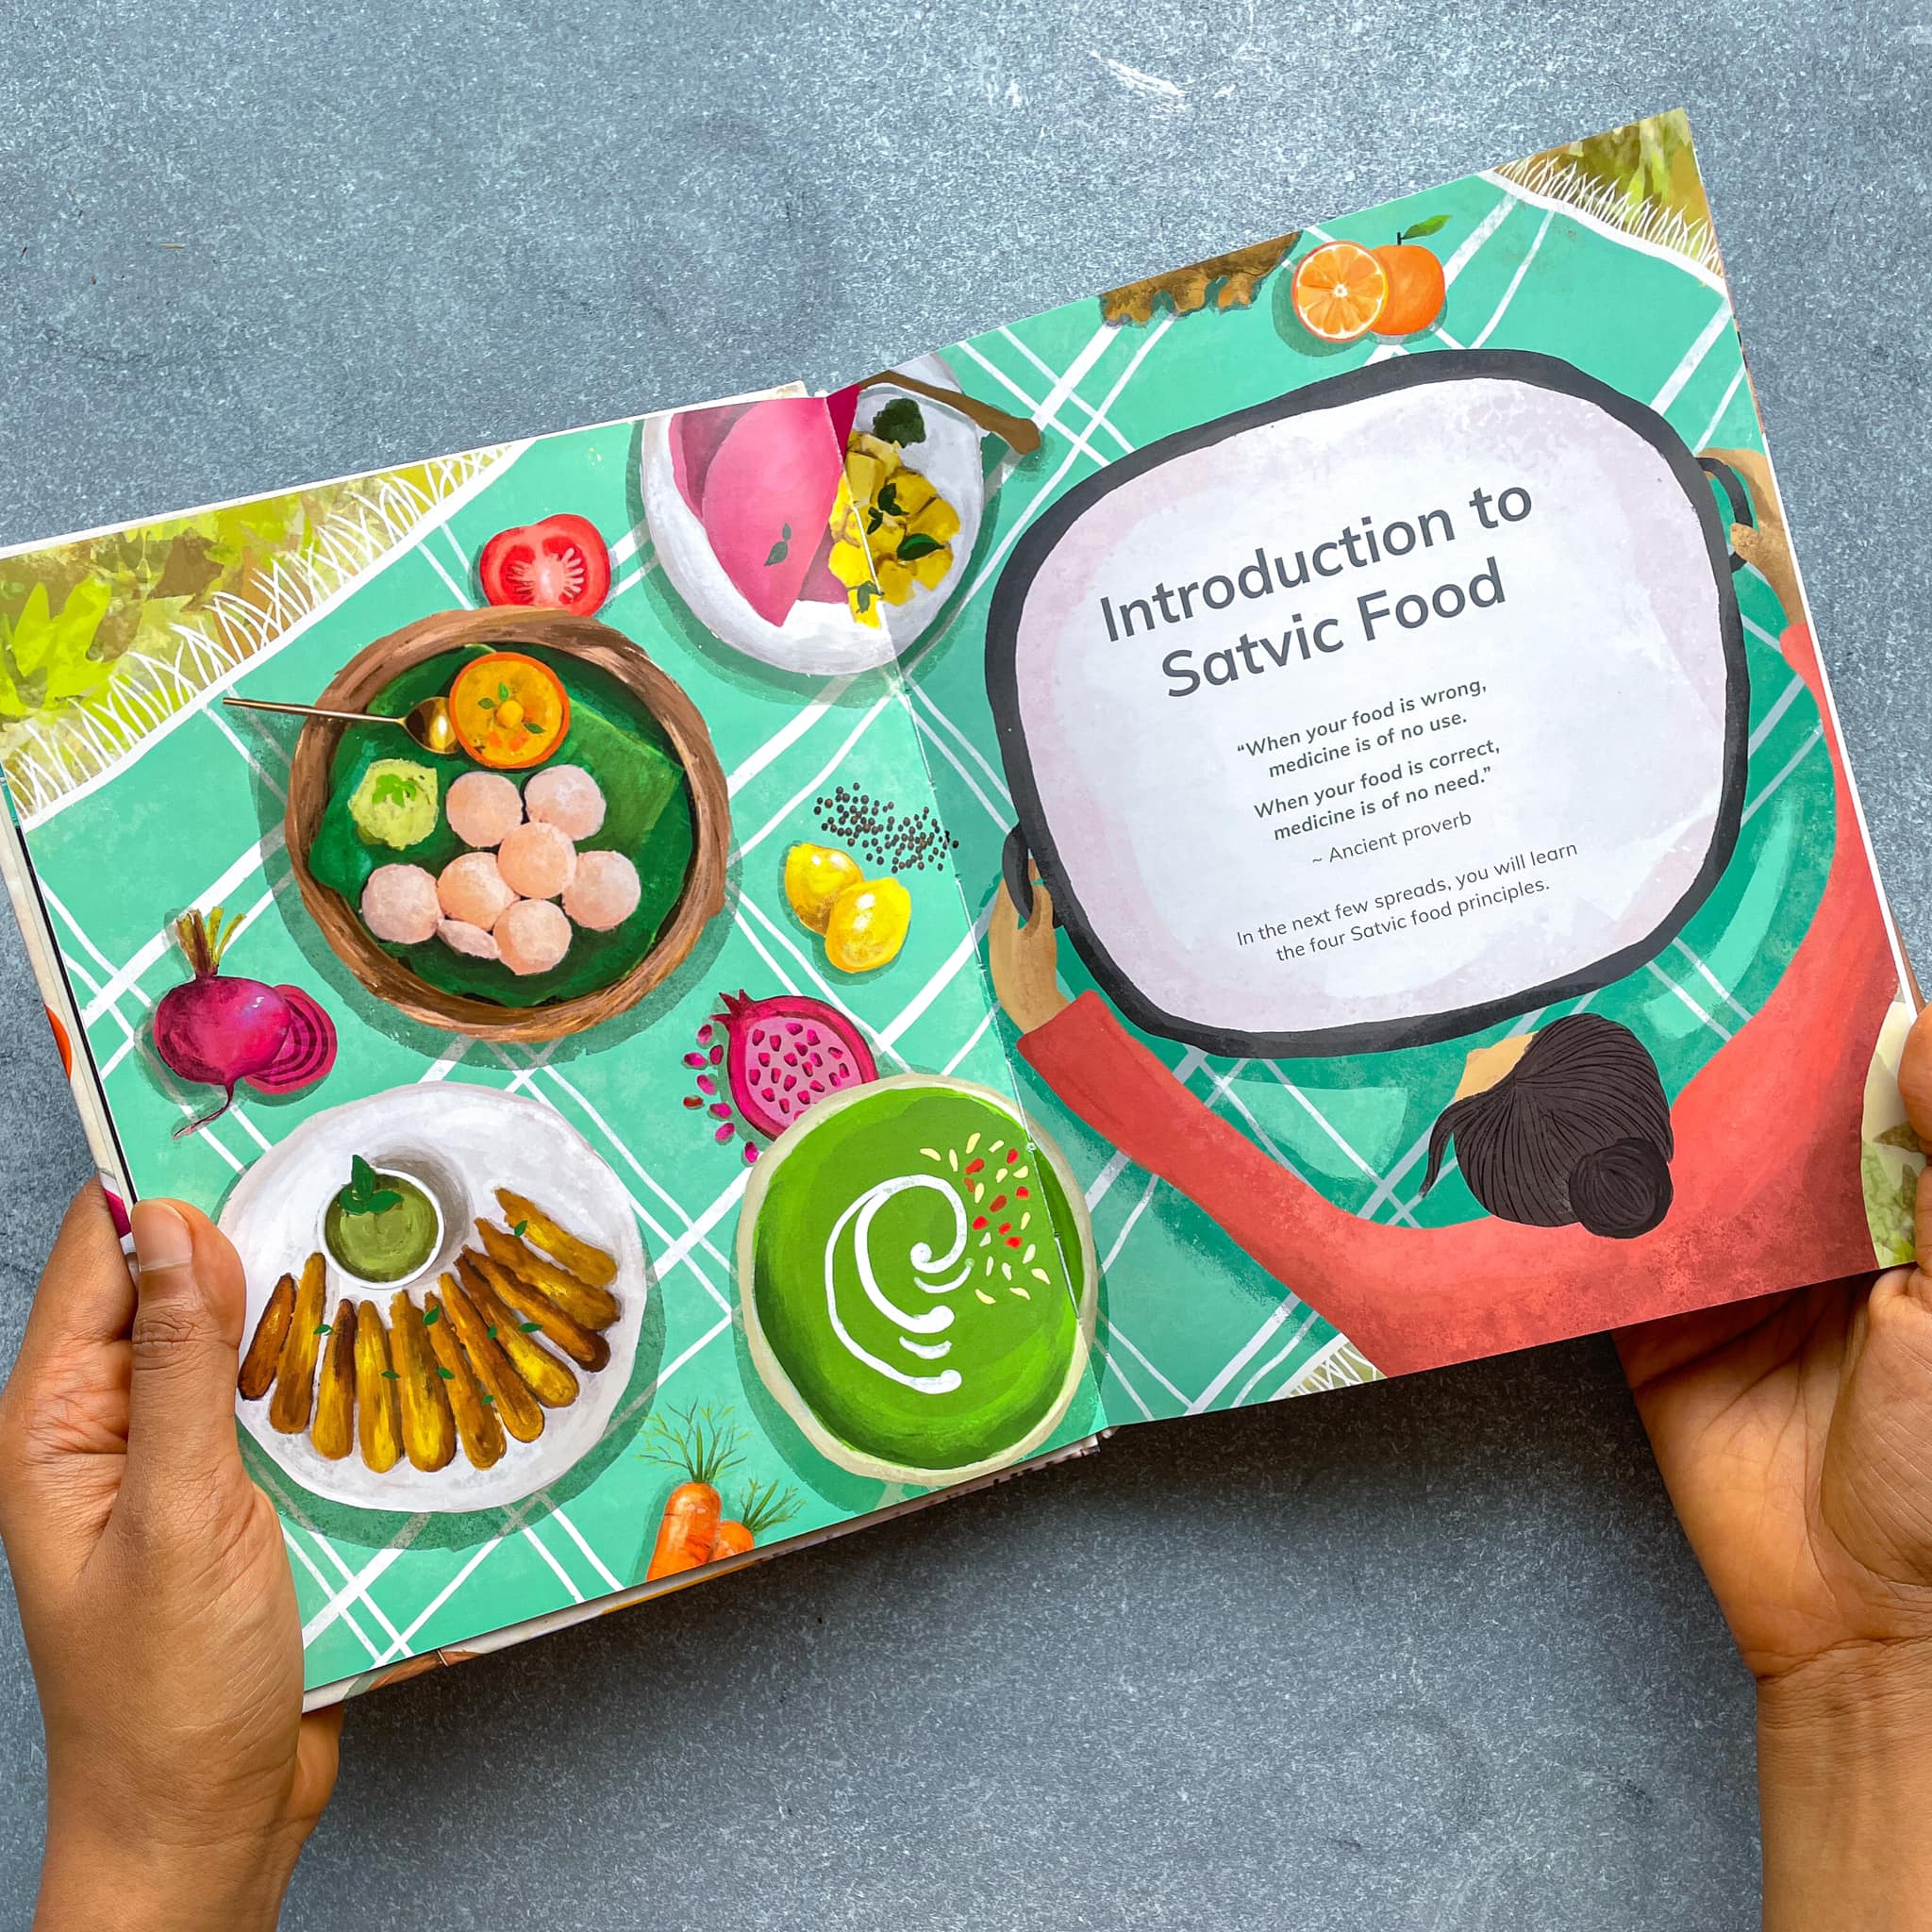 Introduction to
Satvic Food
“When your food is wrong,
medicine is of no use.
When your food is correct,
medicine is of no need.”
~ Ancient proverb
In the next few spreads, you will learn
the four Satvic food principles.